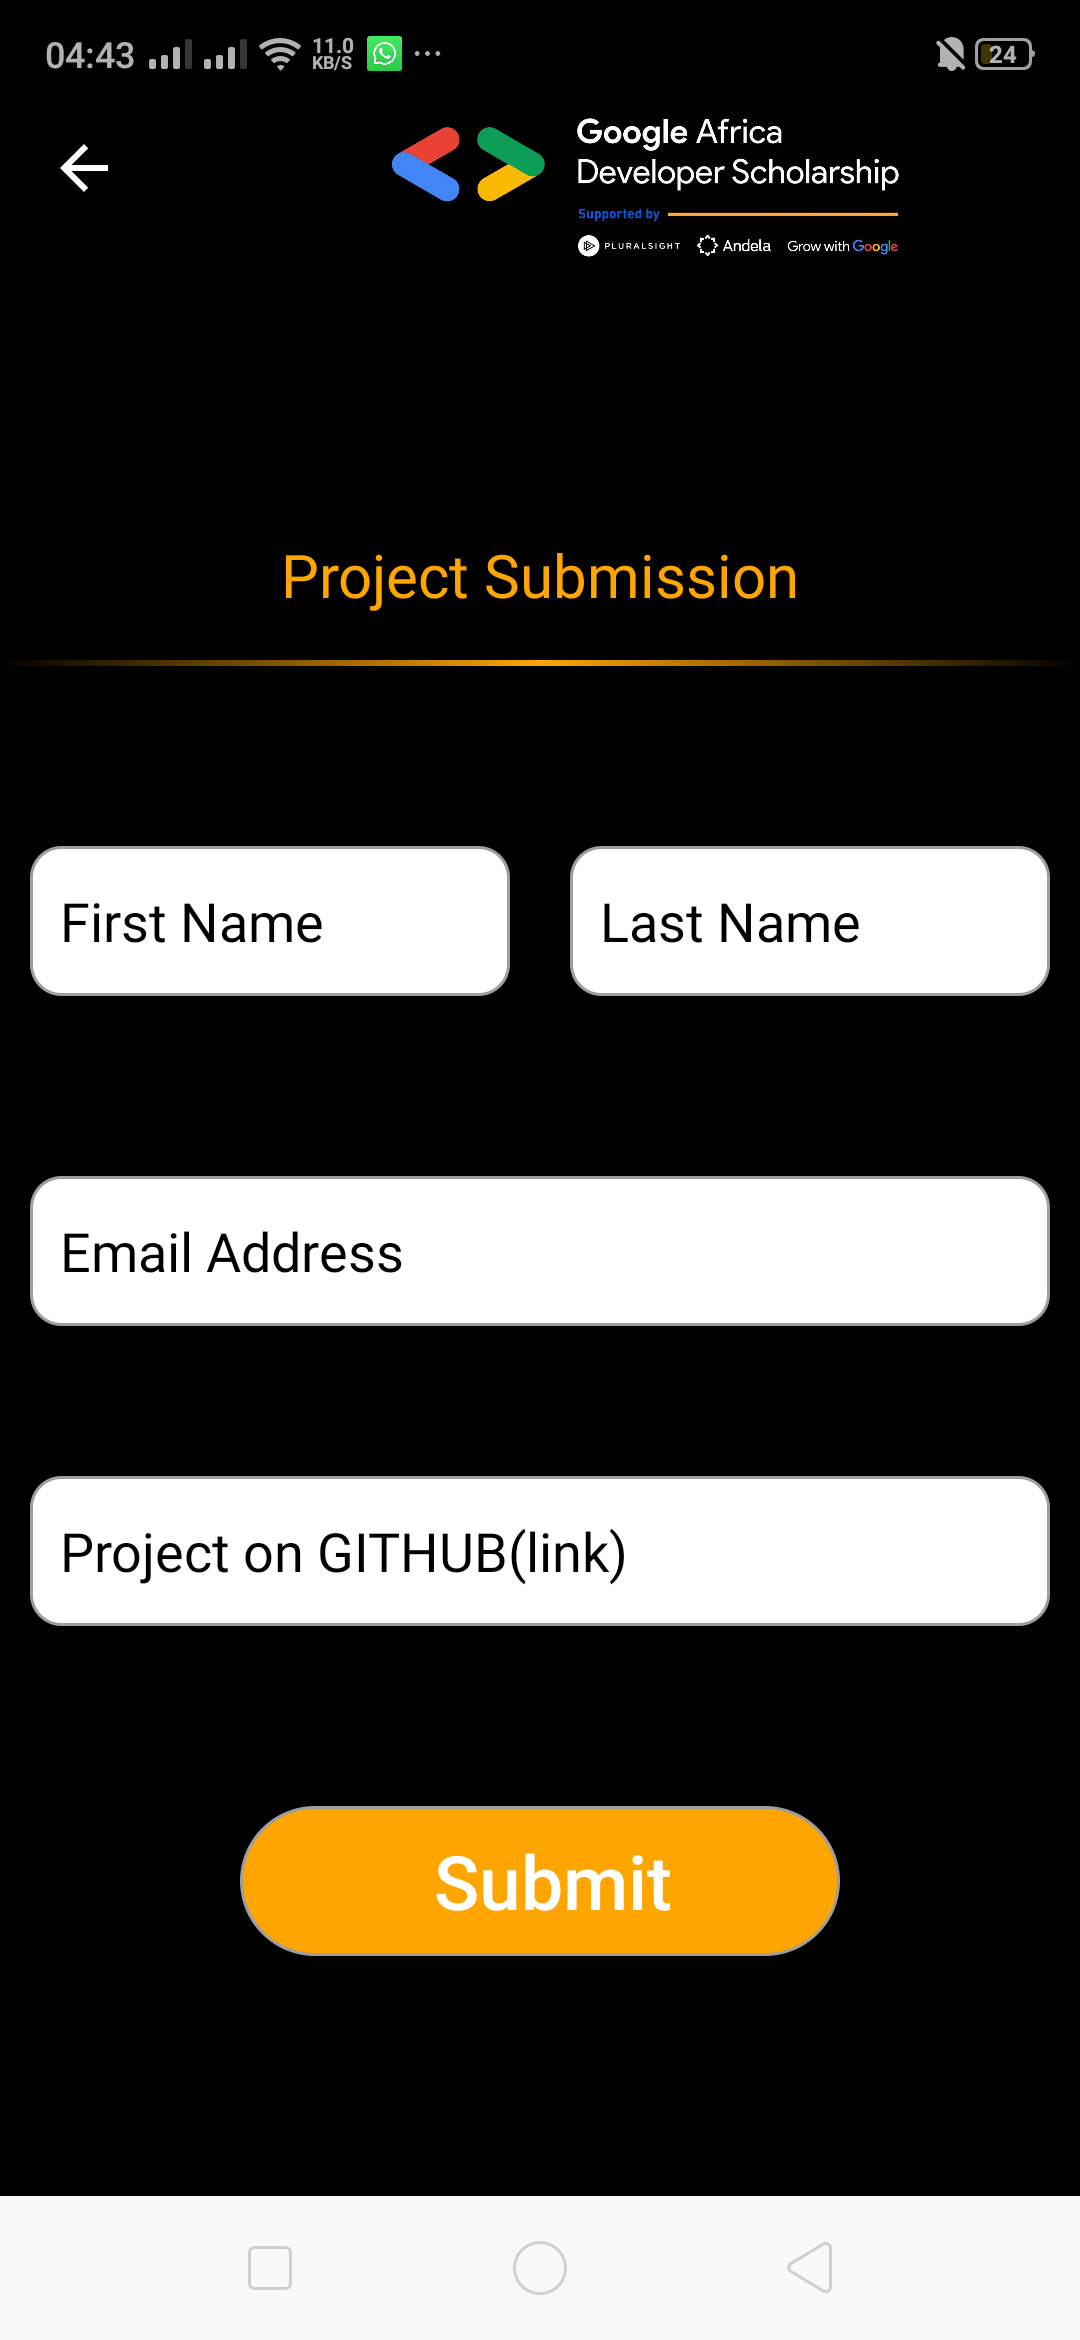 04:43
11.0
KB/S
24
Google Africa
Developer Scholarship
Supported by
PLURALSIGHT Andela Grow with Google
Project Submission
First Name
Last Name
Email Address
Project on GITHUB(link)
Submit